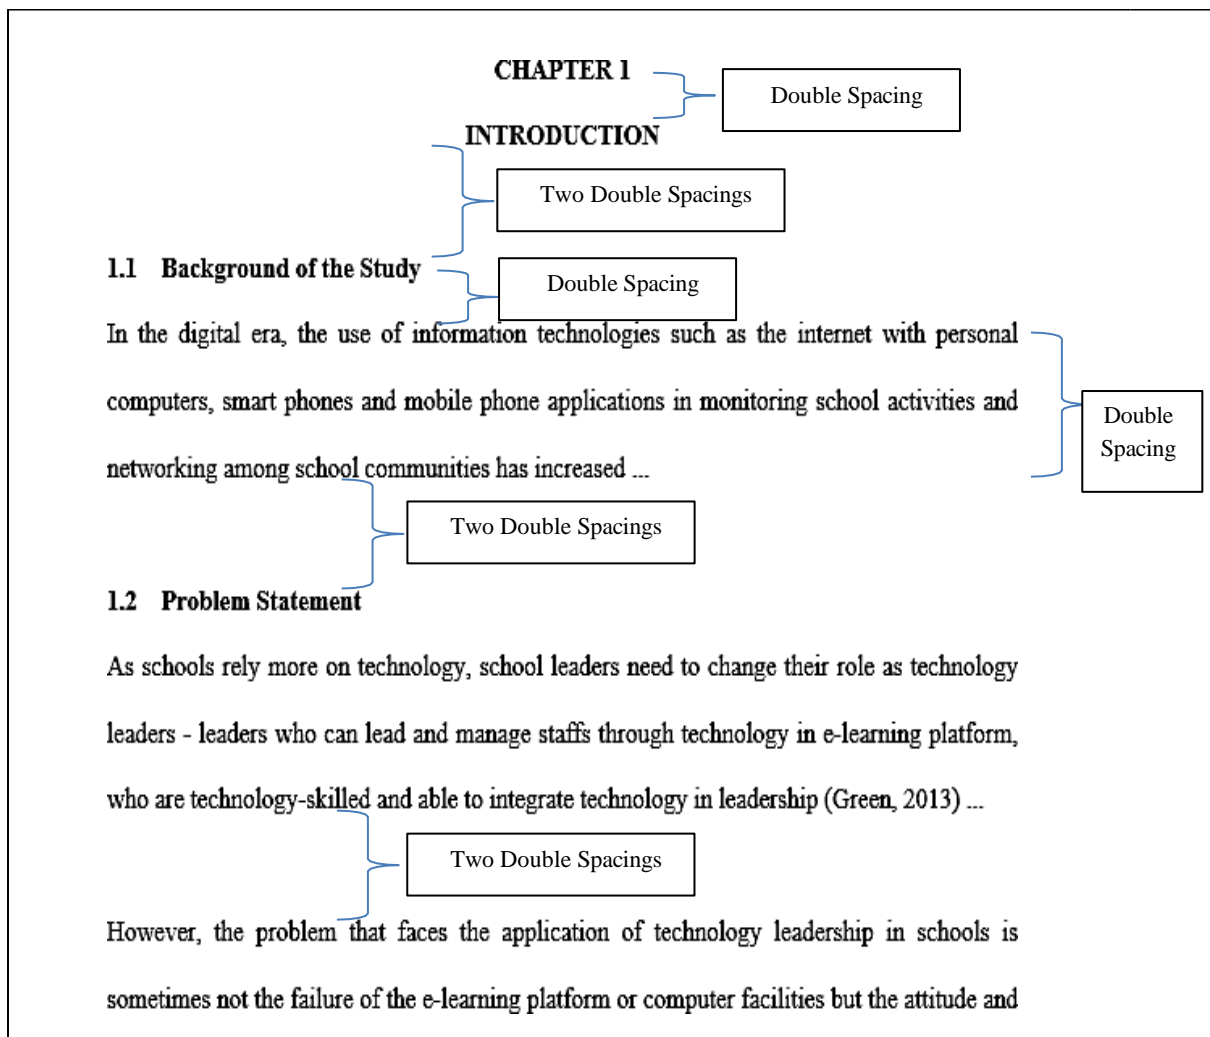 CHAPTER 1
Double Spacing
INTRODUCTION
Two Double Spacings
1.1 Background of the Study
Double Spacing
In the digital era, the use of information technologies such as the internet with personal
computers, smart phones and mobile phone applications in monitoring school activities and
Double
Spacing
networking among school communities has increased ...
Two Double Spacings
1.2 Problem Statement
As schools rely more on technology, school leaders need to change their role as technology
leaders - leaders who can lead and manage staffs through technology in e-learning platform,
who are technology-skilled and able to integrate technology in leadership (Green, 2013) ...
Two Double Spacings
However, the problem that faces the application of technology leadership in schools is
sometimes not the failure of the e-learning platform or computer facilities but the attitude and